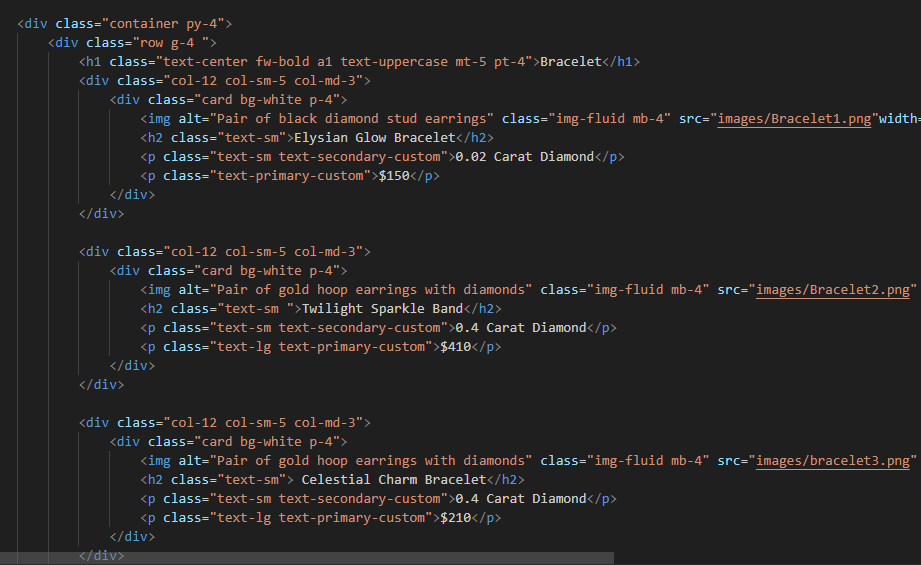 <div class="container py-4">
<div class="row g-4 ">
<h1 class="text-center fw-bold a1 text-uppercase mt-5 pt-4">Bracelet</h1>
<div class="col-12 col-sm-5 col-md-3">
<div class="card bg-white p-4">
<img alt="Pair of black diamond stud earrings" class="img-fluid mb-4" src="images/Bracelet1.png"width=
<h2 class="text-sm">Elysian Glow Bracelet</h2>
<p class="text-sm text-secondary-custom">0.02 Carat Diamond</p>
<p class="text-primary-custom">$150</p>
</div>
</div>
<div class="col-12 col-sm-5 col-md-3">
<div class="card bg-white p-4">
<img alt="Pair of gold hoop earrings with diamonds" class="img-fluid mb-4" src="images/Bracelet2.png"
<h2 class="text-sm ">Twilight Sparkle Band</h2>
<p class="text-sm text-secondary-custom">0.4 Carat Diamond</p>
<p class="text-lg text-primary-custom">$410</p>
</div>
</div>
<div class="col-12 col-sm-5 col-md-3">
<div class="card bg-white p-4">
<img alt="Pair of gold hoop earrings with diamonds" class="img-fluid mb-4" src="images/bracelet3.png"
<h2 class="text-sm"> Celestial Charm Bracelet</h2>
<p class="text-sm text-secondary-custom">0.4 Carat Diamond</p>
<p class="text-lg text-primary-custom">$210</p>
</div>
</div>